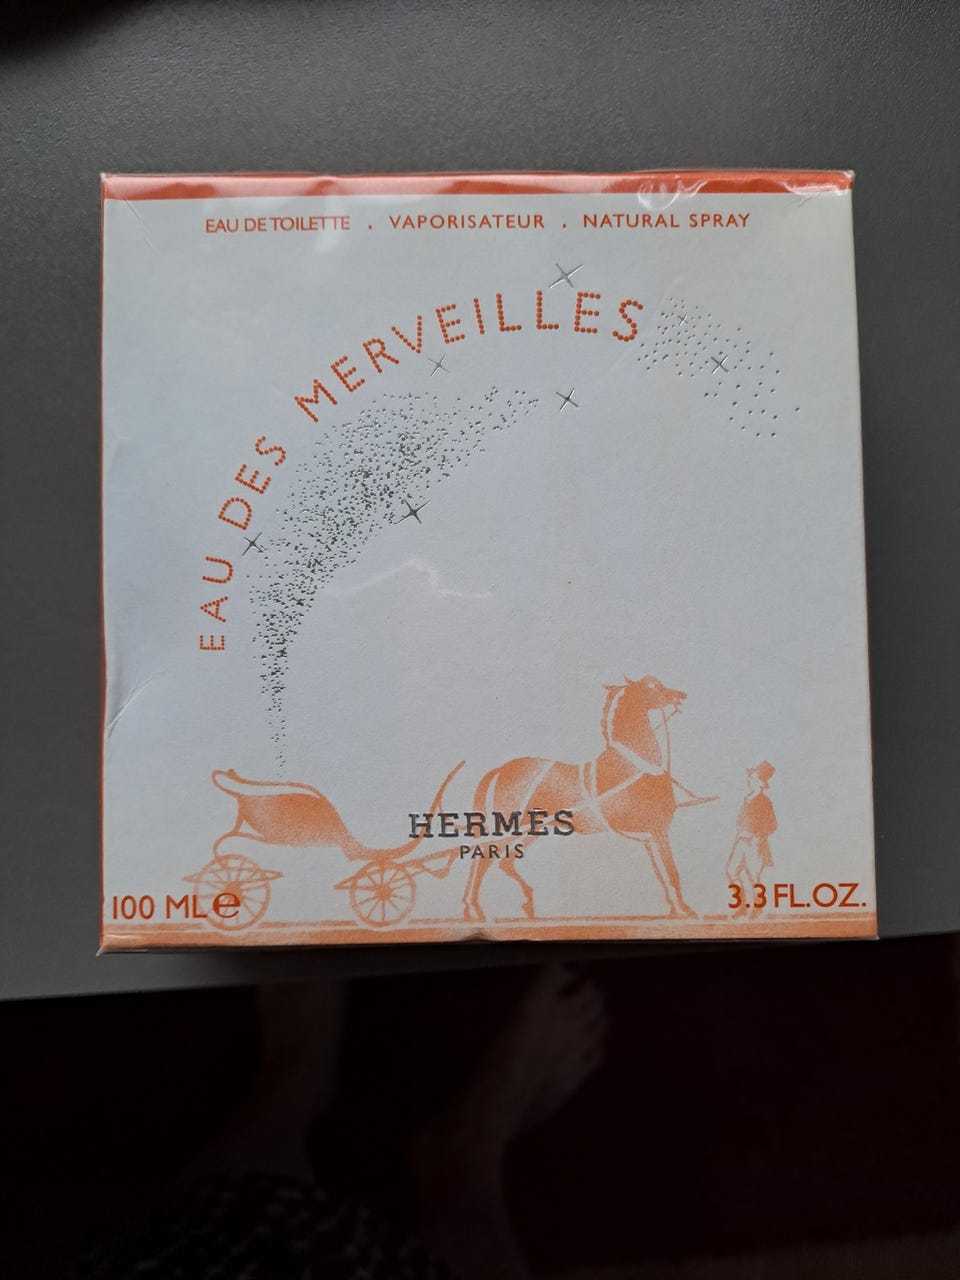 EAU DE TOILETTE . VAPORISATEUR . NATURAL SPRAY
EAU DES MERVEILLES
HERMÈS
PARIS
100 ML e
3.3 FL.OZ.